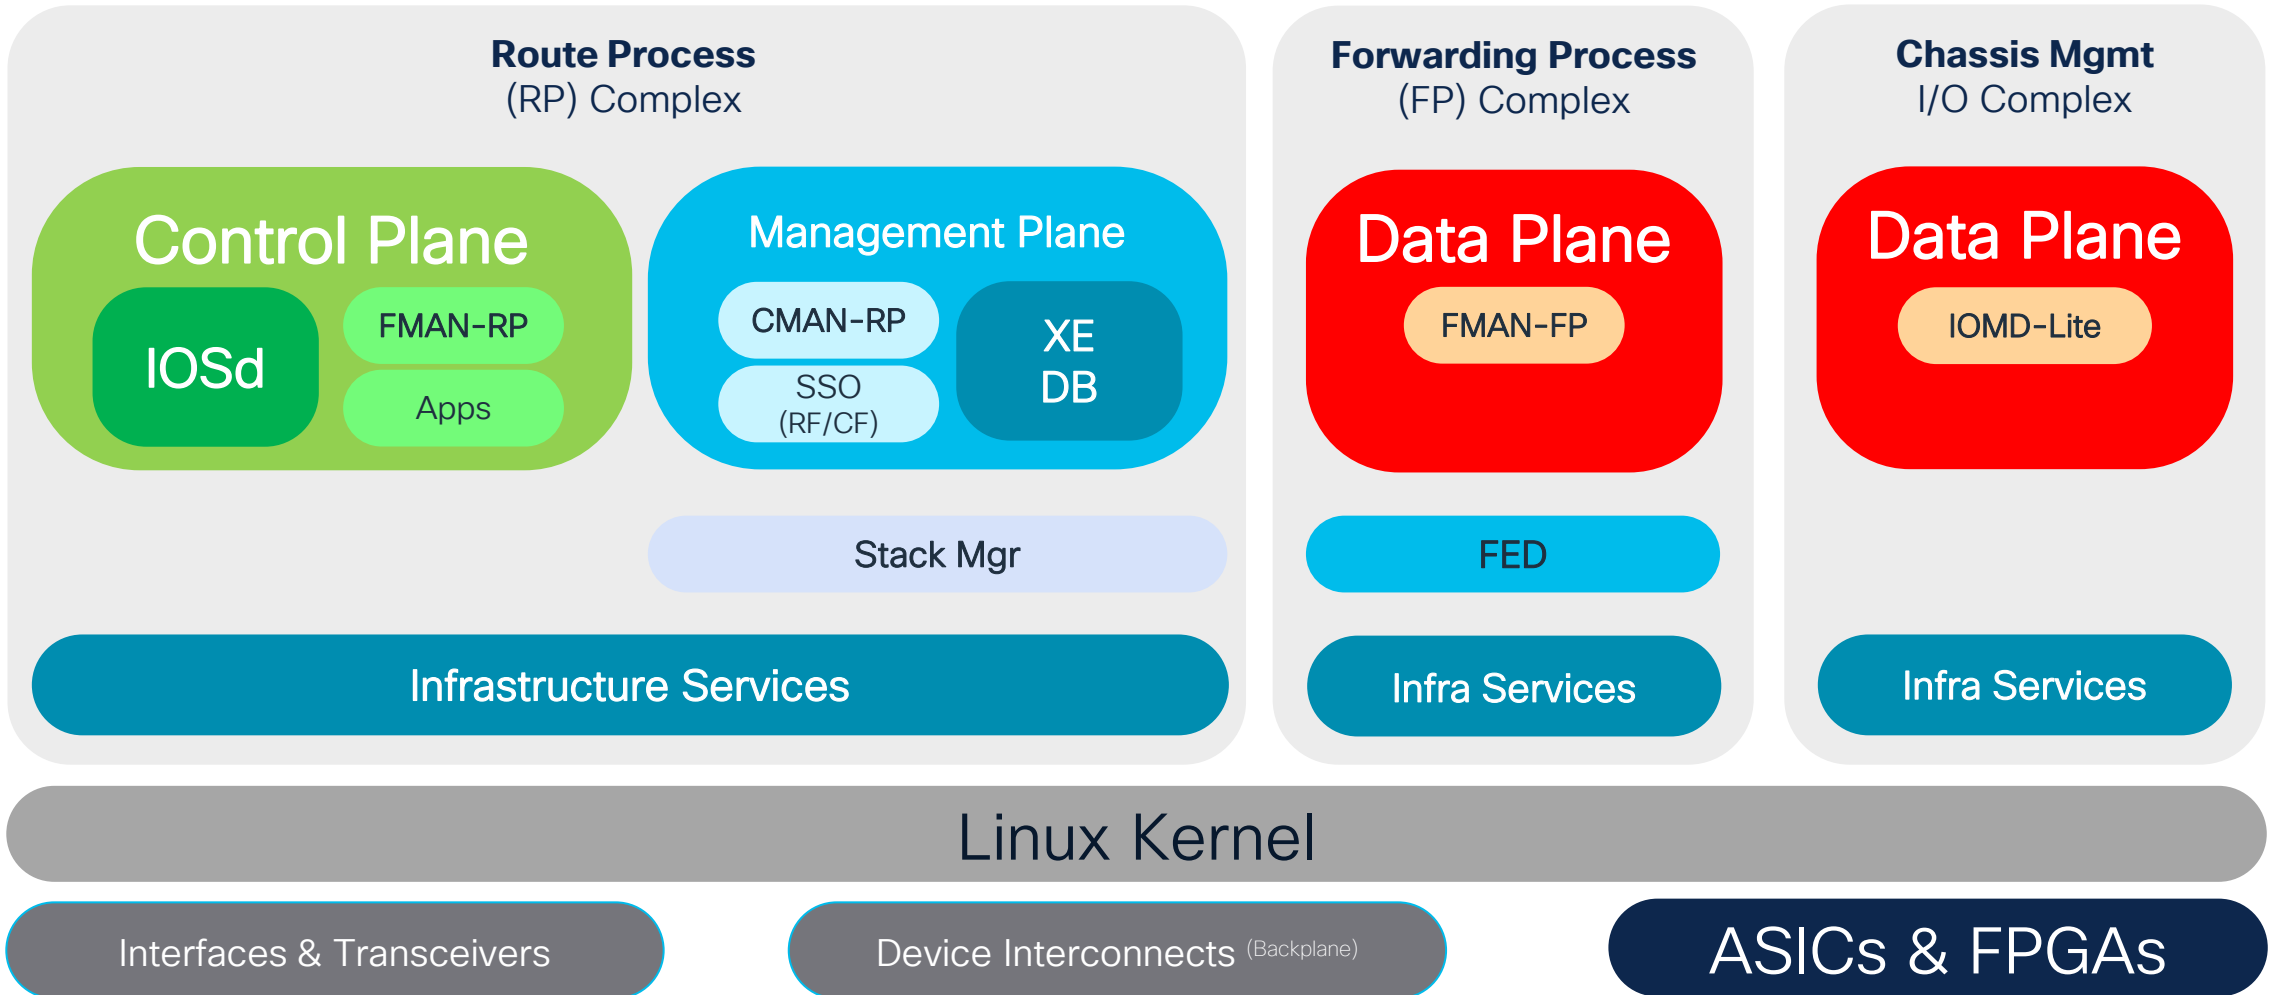 Route Process
(RP) Complex
Control Plane
IOSd
FMAN-RP
Apps
Management Plane
CMAN-RP
SSO
(RF/CF)
XE
DB
Stack Mgr
Infrastructure Services
Forwarding Process
(FP) Complex
Data Plane
FMAN-FP
FED
Infra Services
Chassis Mgmt
I/O Complex
Data Plane
IOMD-Lite
Infra Services
Linux Kernel
Interfaces & Transceivers
Device Interconnects (Backplane)
ASICs & FPGAs